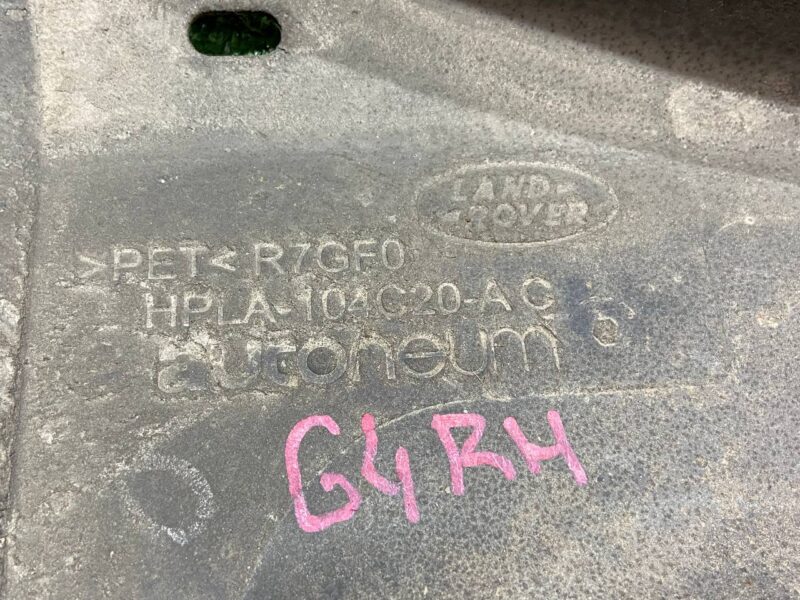 LAND-
ROVER
>PET< R7GF0
HPLA-104C20-AC
autoneum
G4RH